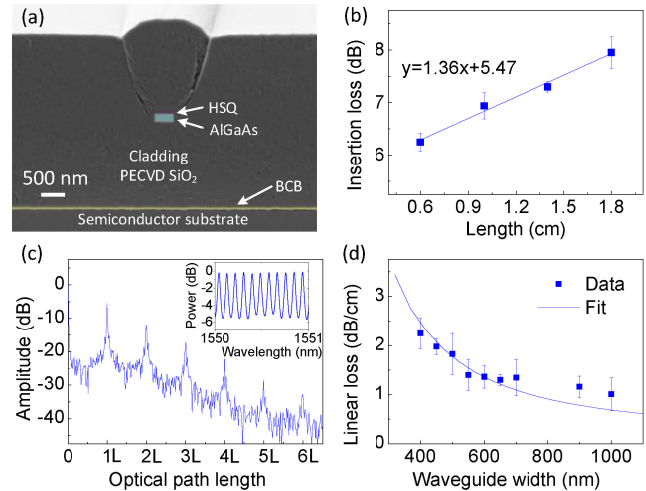 (a)
HSQ
AlGaAs
Cladding
PECVD SiO₂
500 nm
BCB
Semiconductor substrate
(b)
y=1.36x+5.47
Insertion loss (dB)
8
7
6
0.6 0.9 1.2 1.5 1.8
Length (cm)
(c)
Amplitude (dB)
0
-10
-20
-30
-40
0 1L 2L 3L 4L 5L 6L
Optical path length
Power (dB)
0
-2
-4
-6
1550 1551
Wavelength (nm)
(d)
Data
Fit
Linear loss (dB/cm)
3
2
1
0
400 600 800 1000
Waveguide width (nm)